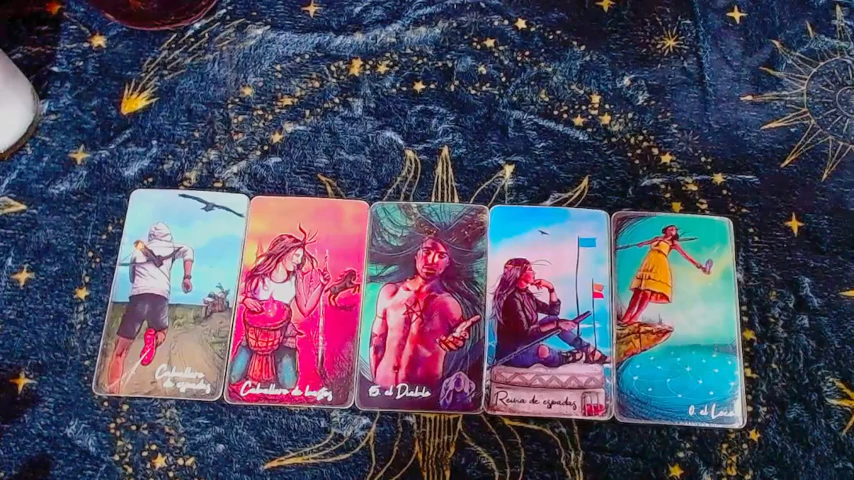 Caballero
de espadas
Caballero de bastos
15. el Diablo
Reina de espadas
0. el Loco